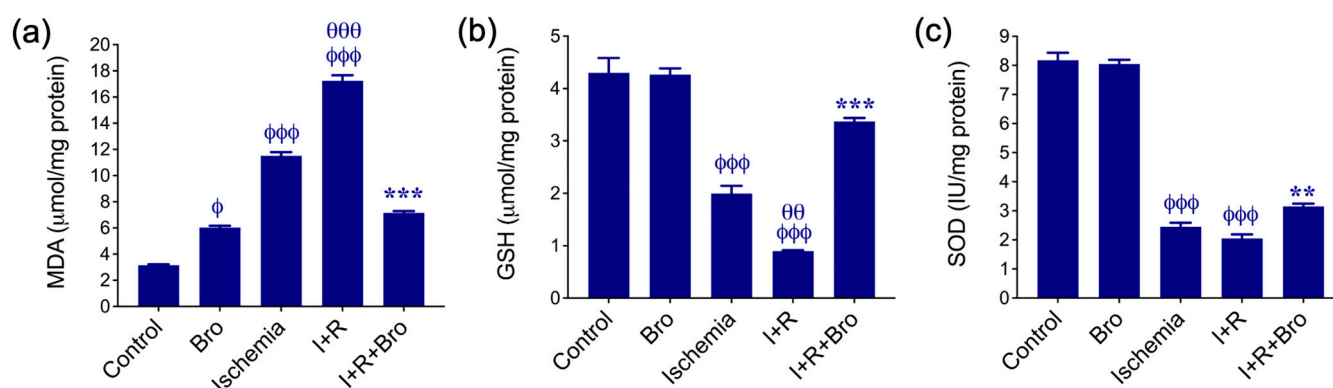 (a)
MDA (μmol/mg protein)
20
18
16
14
12
10
8
6
4
2
0
ϕ
ϕϕϕ
θθθ
ϕϕϕ
***
Control
Bro
Ischemia
I+R
I+R+Bro
(b)
GSH (μmol/mg protein)
5
4
3
2
1
0
ϕϕϕ
θθ
ϕϕϕ
***
Control
Bro
Ischemia
I+R
I+R+Bro
(c)
SOD (IU/mg protein)
9
8
7
6
5
4
3
2
1
0
ϕϕϕ
ϕϕϕ
**
Control
Bro
Ischemia
I+R
I+R+Bro